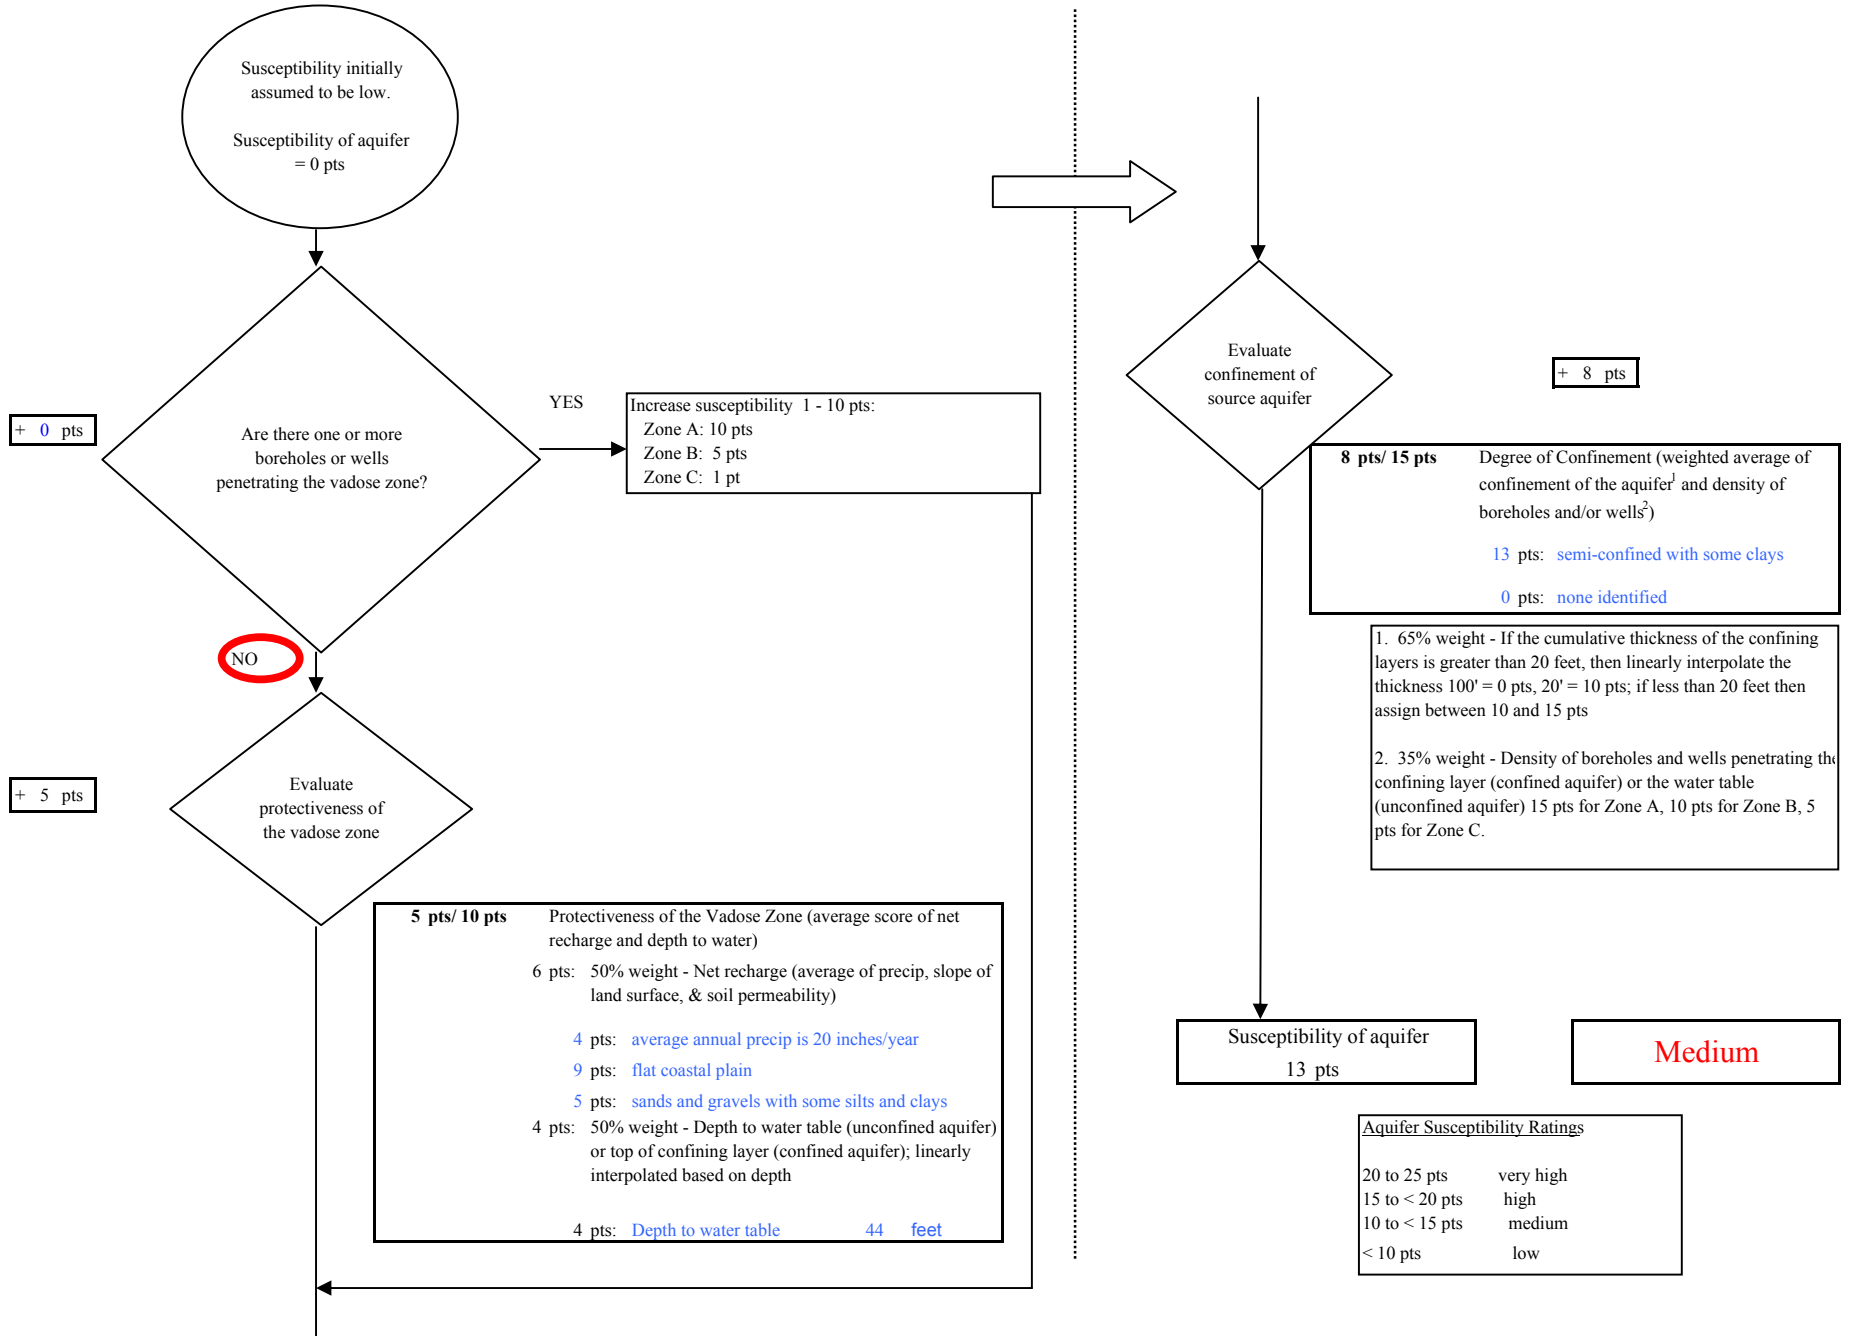 Susceptibility initially
assumed to be low.
Susceptibility of aquifer
= 0 pts
+ 0 pts
Are there one or more
boreholes or wells
penetrating the vadose zone?
YES
Increase susceptibility 1 - 10 pts:
Zone A: 10 pts
Zone B: 5 pts
Zone C: 1 pt
NO
+ 5 pts
Evaluate
protectiveness of
the vadose zone
5 pts/ 10 pts Protectiveness of the Vadose Zone (average score of net
recharge and depth to water)
6 pts: 50% weight - Net recharge (average of precip, slope of
land surface, & soil permeability)
4 pts: average annual precip is 20 inches/year
9 pts: flat coastal plain
5 pts: sands and gravels with some silts and clays
4 pts: 50% weight - Depth to water table (unconfined aquifer)
or top of confining layer (confined aquifer); linearly
interpolated based on depth
4 pts: Depth to water table 44 feet
Evaluate
confinement of
source aquifer
+ 8 pts
8 pts/ 15 pts Degree of Confinement (weighted average of
confinement of the aquifer1 and density of
boreholes and/or wells2)
13 pts: semi-confined with some clays
0 pts: none identified
1. 65% weight - If the cumulative thickness of the confining
layers is greater than 20 feet, then linearly interpolate the
thickness 100' = 0 pts, 20' = 10 pts; if less than 20 feet then
assign between 10 and 15 pts
2. 35% weight - Density of boreholes and wells penetrating the
confining layer (confined aquifer) or the water table
(unconfined aquifer) 15 pts for Zone A, 10 pts for Zone B, 5
pts for Zone C.
Susceptibility of aquifer
13 pts
Medium
Aquifer Susceptibility Ratings
20 to 25 pts very high
15 to < 20 pts high
10 to < 15 pts medium
< 10 pts low